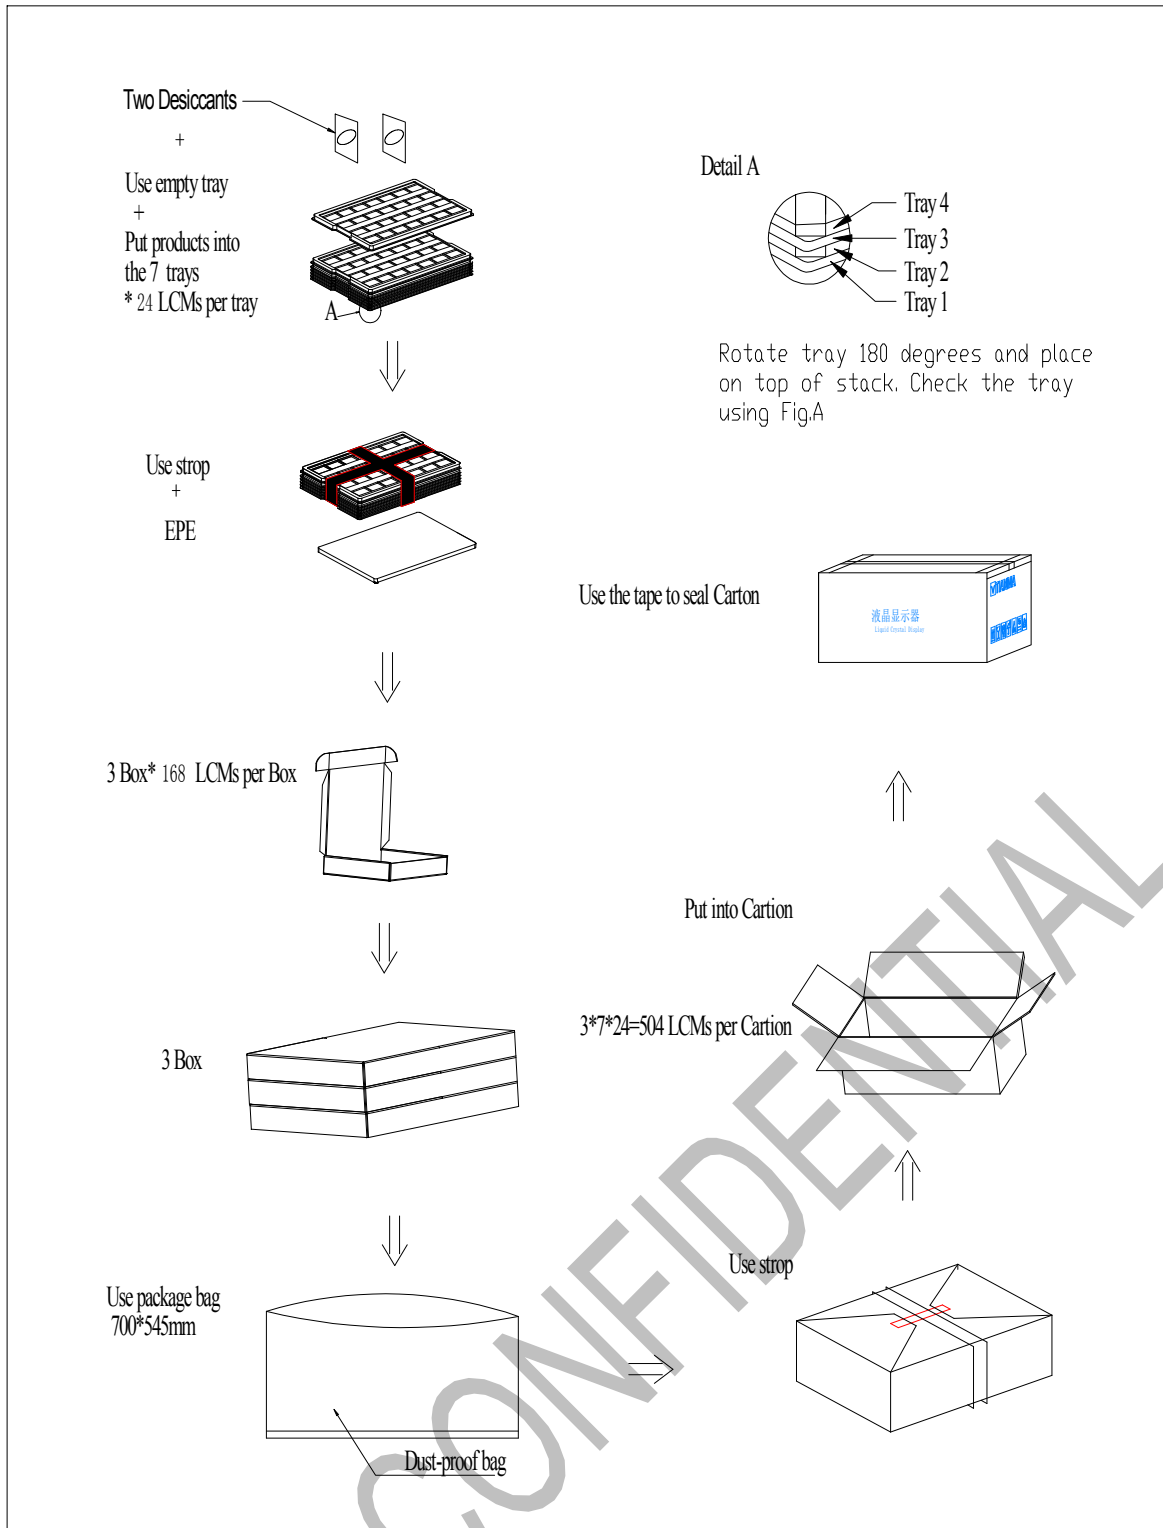 Two Desiccants
+
Use empty tray
+
Put products into
the 7 trays
* 24 LCMs per tray
A
Detail A
Tray 4
Tray 3
Tray 2
Tray 1
Rotate tray 180 degrees and place
on top of stack. Check the tray
using Fig.A
Use strop
+
EPE
3 Box* 168 LCMs per Box
3 Box
Use package bag
700*545mm
Dust-proof bag
Use strop
Put into Cartion
3*7*24=504 LCMs per Cartion
Use the tape to seal Carton
液晶显示器
Liquid Crystal Display
TIANMA
CONFIDENTIAL